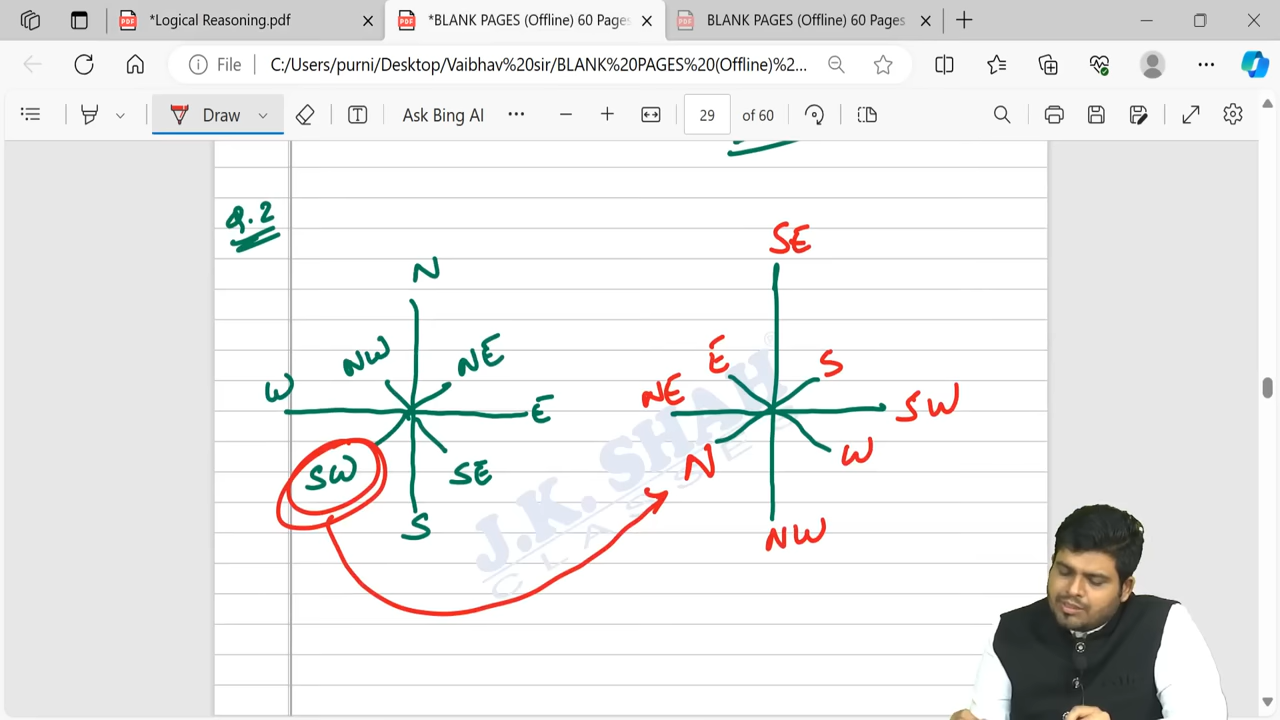 *Logical Reasoning.pdf
*BLANK PAGES (Offline) 60 Pages
BLANK PAGES (Offline) 60 Pages
File
C:/Users/purni/Desktop/Vaibhav%20sir/BLANK%20PAGES%20(Offline)%2...
Draw
Ask Bing AI
29
of 60
Q.2
N
NW
NE
W
E
SW
SE
S
SE
E
S
NE
SW
N
W
NW
J.K. SHAH
CLASSES